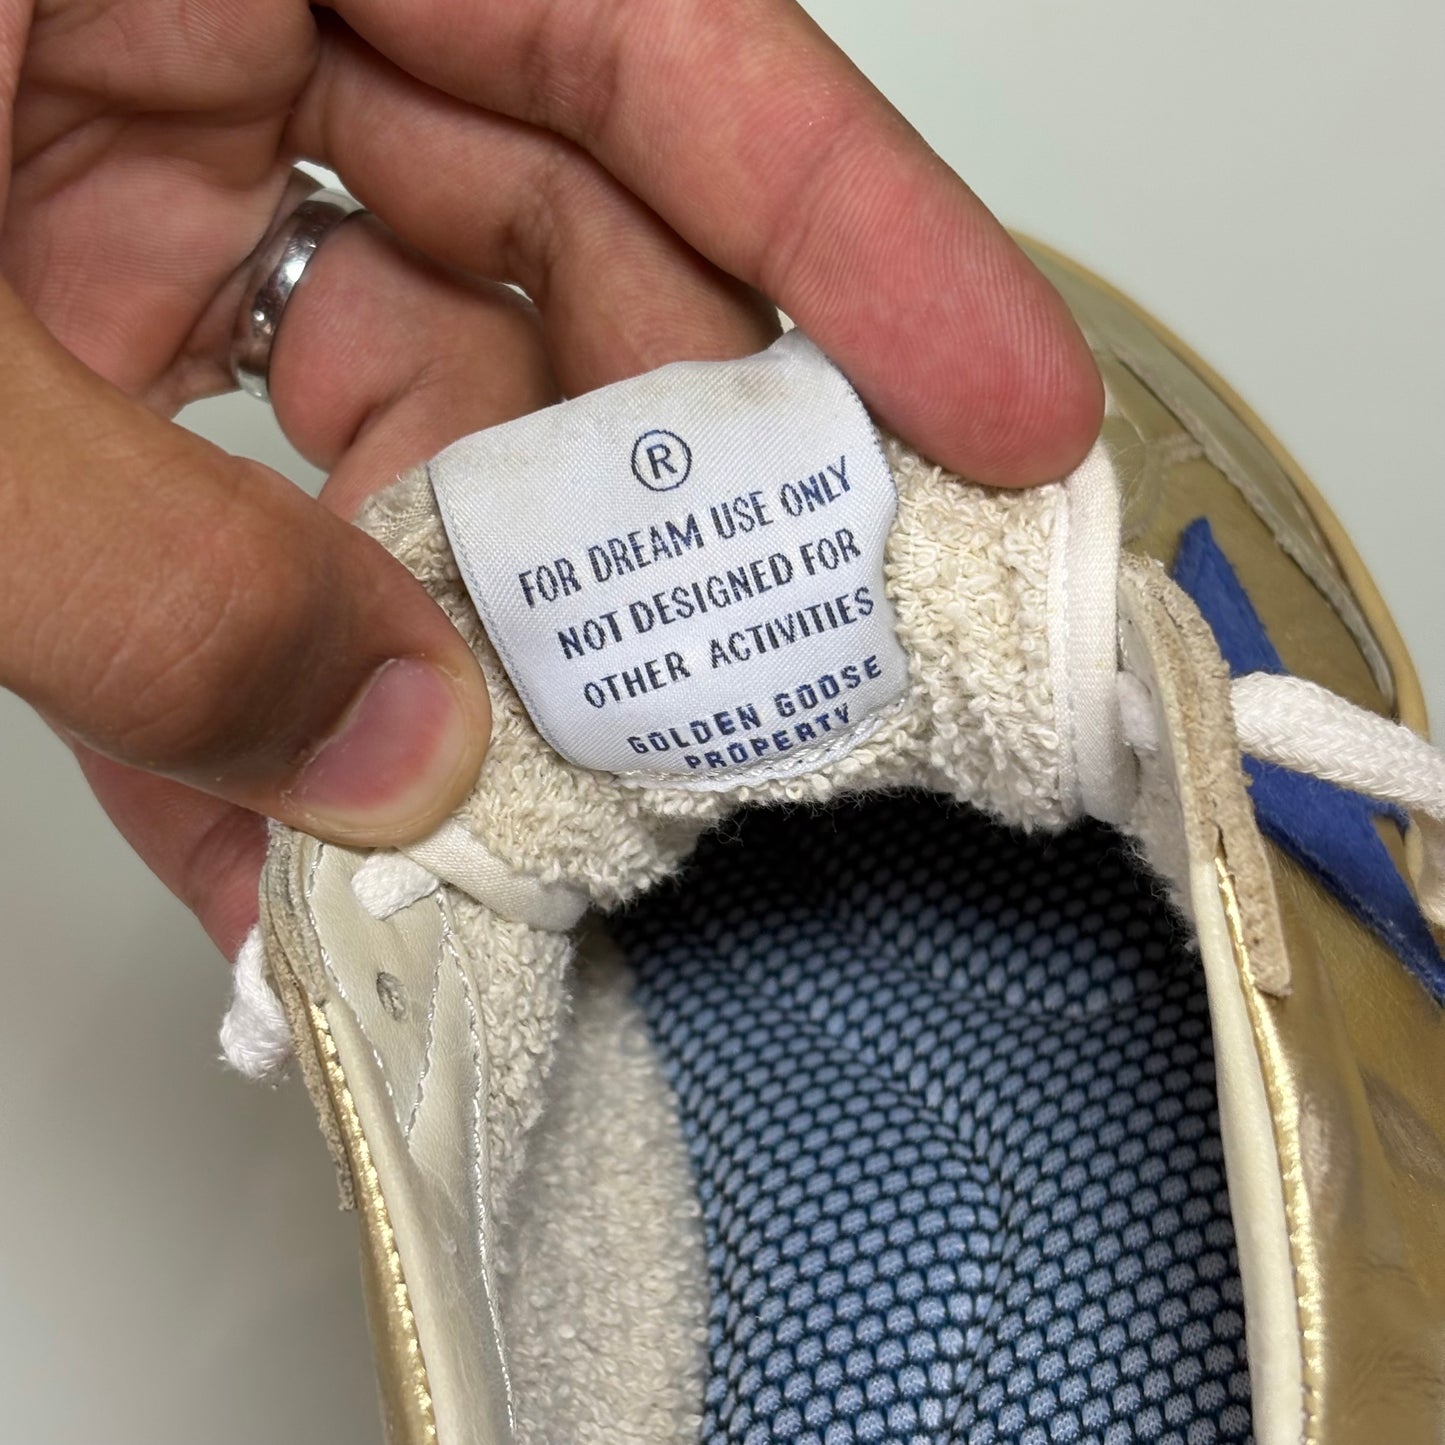 ®
FOR DREAM USE ONLY
NOT DESIGNED FOR
OTHER ACTIVITIES
GOLDEN GOOSE
PROPERTY